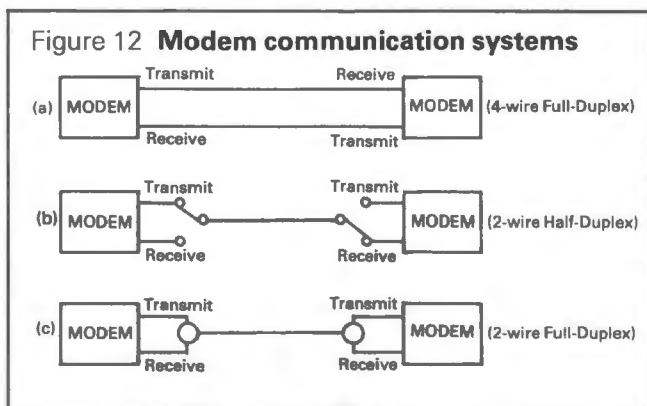 Figure 12 Modem communication systems
Transmit Receive
(a) MODEM MODEM (4-wire Full-Duplex)
Receive Transmit
Transmit Transmit
(b) MODEM MODEM (2-wire Half-Duplex)
Receive Receive
Transmit Transmit
(c) MODEM MODEM (2-wire Full-Duplex)
Receive Receive